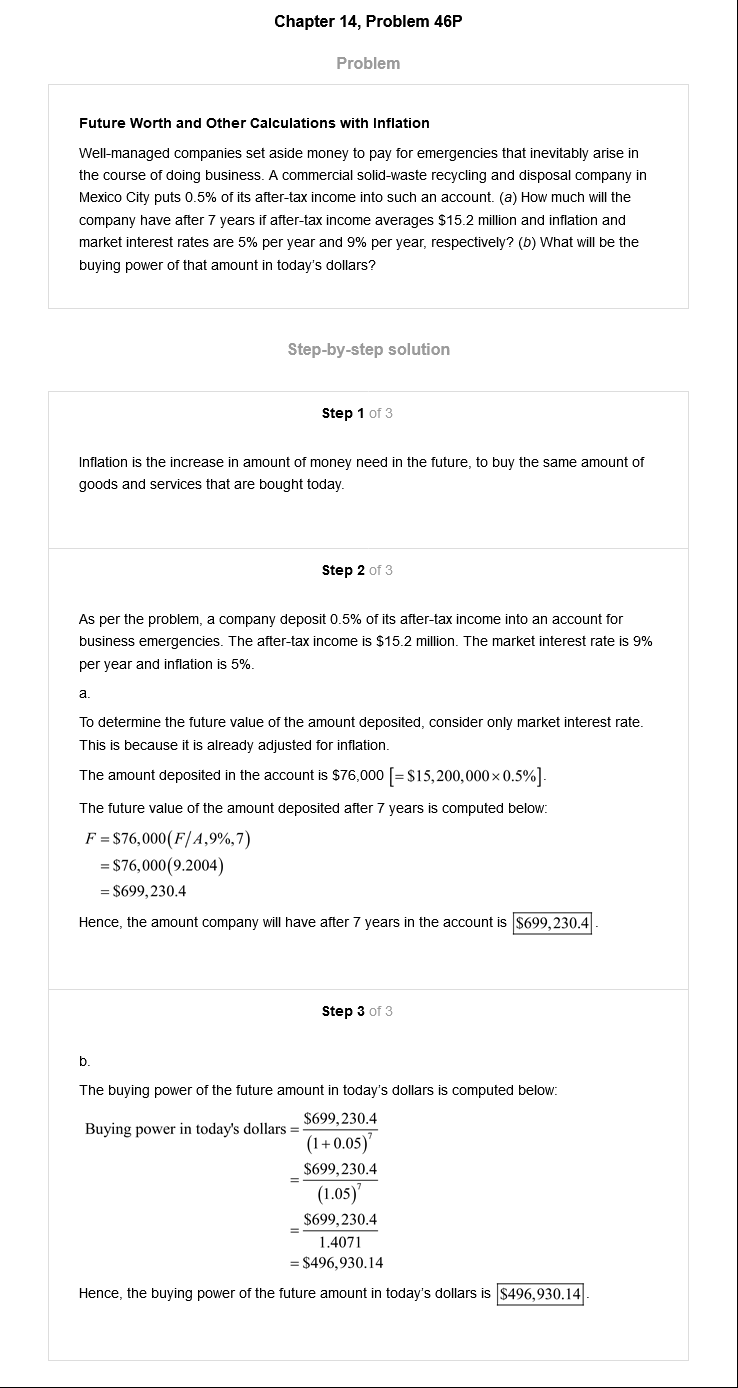 Chapter 14, Problem 46P
Problem
Future Worth and Other Calculations with Inflation
Well-managed companies set aside money to pay for emergencies that inevitably arise in
the course of doing business. A commercial solid-waste recycling and disposal company in
Mexico City puts 0.5% of its after-tax income into such an account. (a) How much will the
company have after 7 years if after-tax income averages $15.2 million and inflation and
market interest rates are 5% per year and 9% per year, respectively? (b) What will be the
buying power of that amount in today's dollars?
Step-by-step solution
Step 1 of 3
Inflation is the increase in amount of money need in the future, to buy the same amount of
goods and services that are bought today.
Step 2 of 3
As per the problem, a company deposit 0.5% of its after-tax income into an account for
business emergencies. The after-tax income is $15.2 million. The market interest rate is 9%
per year and inflation is 5%.
a.
To determine the future value of the amount deposited, consider only market interest rate.
This is because it is already adjusted for inflation.
The amount deposited in the account is $76,000 [= $15,200,000 × 0.5%].
The future value of the amount deposited after 7 years is computed below:
F = $76,000(F/A,9%,7)
= $76,000(9.2004)
= $699,230.4
Hence, the amount company will have after 7 years in the account is $699,230.4.
Step 3 of 3
b.
The buying power of the future amount in today's dollars is computed below:
Buying power in today's dollars = $699,230.4 / (1+0.05)^7
= $699,230.4 / (1.05)^7
= $699,230.4 / 1.4071
= $496,930.14
Hence, the buying power of the future amount in today's dollars is $496,930.14.